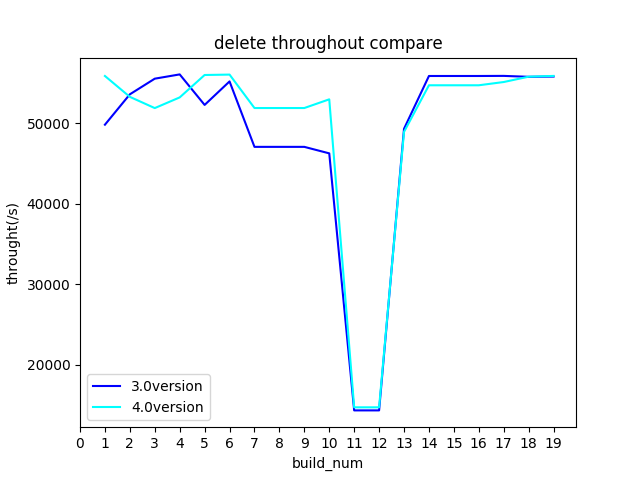 delete throughout compare
throught(/s)
50000
40000
30000
20000
3.0version
4.0version
0 1 2 3 4 5 6 7 8 9 10 11 12 13 14 15 16 17 18 19
build_num